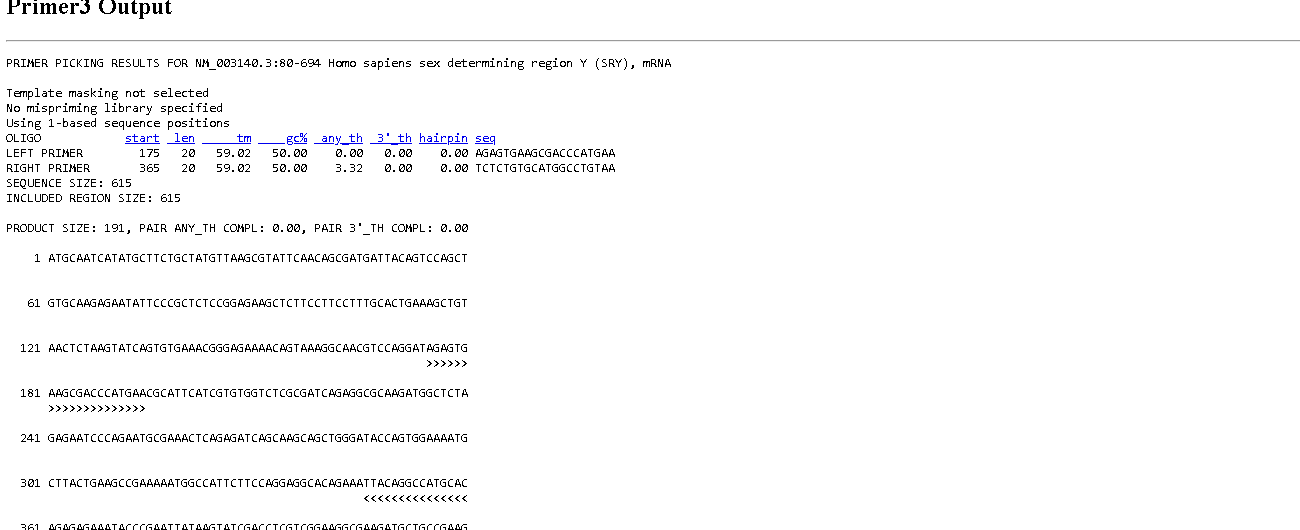 Primer3 Output
PRIMER PICKING RESULTS FOR NM_003140.3:80-694 Homo sapiens sex determining region Y (SRY), mRNA
Template masking not selected
No mispriming library specified
Using 1-based sequence positions
OLIGO start len tm gc% any_th 3'_th hairpin seq
LEFT PRIMER 175 20 59.02 50.00 0.00 0.00 0.00 AGAGTGAAGCGACCCATGAA
RIGHT PRIMER 365 20 59.02 50.00 3.32 0.00 0.00 TCTCTGTGCATGGCCTGTAA
SEQUENCE SIZE: 615
INCLUDED REGION SIZE: 615
PRODUCT SIZE: 191, PAIR ANY_TH COMPL: 0.00, PAIR 3'_TH COMPL: 0.00
1 ATGCAATCATATGCTTCTGCTATGTTAAGCGTATTCAACAGCGATGATTACAGTCCAGCT
61 GTGCAAGAGAATATTCCCGCTCTCCGGAGAAGCTCTTCCTTCCTTTGCACTGAAAGCTGT
121 AACTCTAAGTATCAGTGTGAAACGGGAGAAAACAGTAAAGGCAACGTCCAGGATAGAGTG
>>>>>>
181 AAGCGACCCATGAACGCATTCATCGTGTGGTCTCGCGATCAGAGGCGCAAGATGGCTCTA
>>>>>>>>>>>>>>
241 GAGAATCCCAGAATGCGAAACTCAGAGATCAGCAAGCAGCTGGGATACCAGTGGAAAATG
301 CTTACTGAAGCCGAAAAATGGCCATTCTTCCAGGAGGCACAGAAATTACAGGCCATGCAC
<<<<<<<<<<<<<<<
361 AGAGAGAAATACCCGAATTATAAGTATCGACCTCGTCGGAAGGCGAAGATGCTGCCGAAG